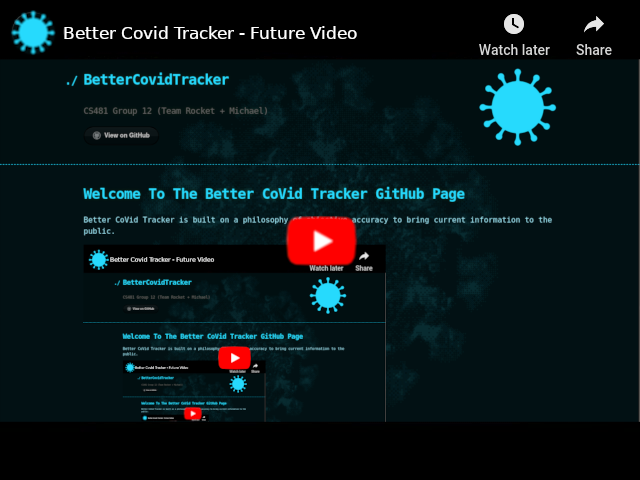 Better Covid Tracker - Future Video
Watch later
Share
./ BetterCovidTracker
CS481 Group 12 (Team Rocket + Michael)
View on GitHub
Welcome To The Better CoVid Tracker GitHub Page
Better CoVid Tracker is built on a philosophy accuracy to bring current information to the
public.
Better Covid Tracker - Future Video
Watch later
Share
./ BetterCovidTracker
CS481 Group 12 (Team Rocket + Michael)
View on GitHub
Welcome To The Better CoVid Tracker GitHub Page
Better CoVid Tracker is built on a philosophy accuracy to bring current information to the
public.
Better Covid Tracker - Future Video
Watch later
Share
./ BetterCovidTracker
Welcome To The Better CoVid Tracker GitHub Page